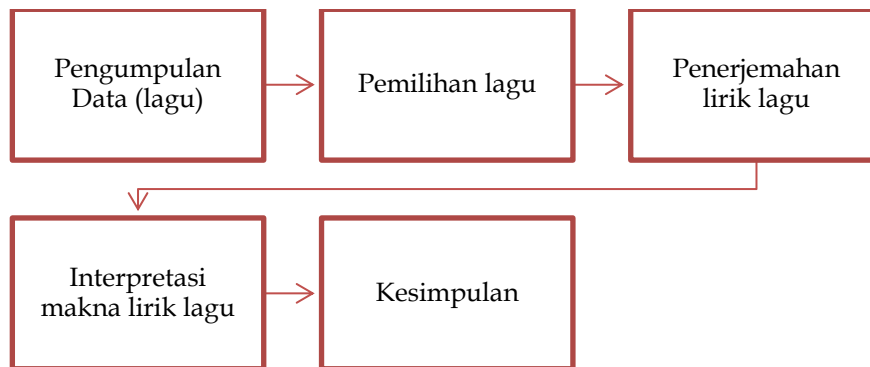 Pengumpulan
Data (lagu)
Pemilihan lagu
Penerjemahan
lirik lagu
Interpretasi
makna lirik lagu
Kesimpulan